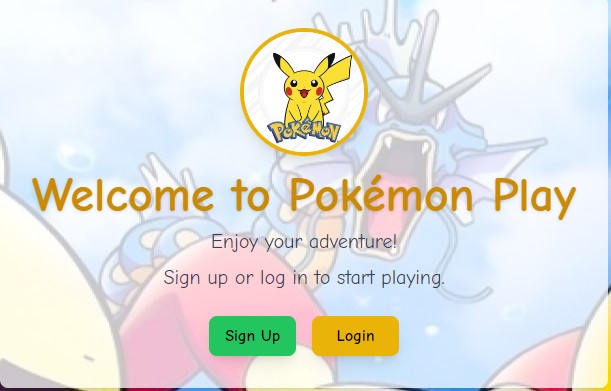 Pokémon
Welcome to Pokémon Play
Enjoy your adventure!
Sign up or log in to start playing.
Sign Up
Login